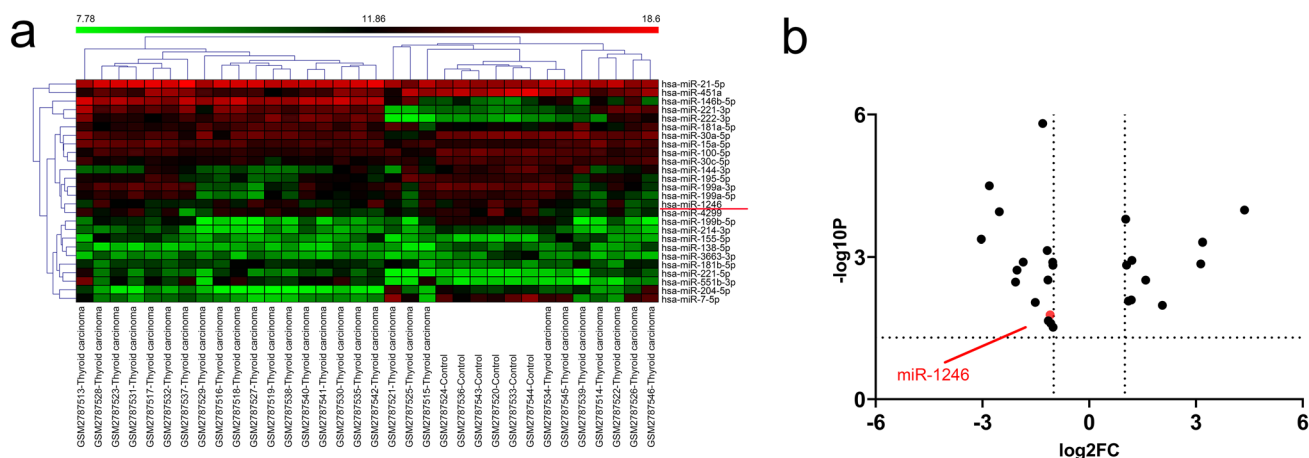 a
7.78
11.86
18.6
hsa-miR-21-5p
hsa-miR-451a
hsa-miR-146b-5p
hsa-miR-221-3p
hsa-miR-222-3p
hsa-miR-181a-5p
hsa-miR-30a-5p
hsa-miR-15a-5p
hsa-miR-100-5p
hsa-miR-30c-5p
hsa-miR-144-3p
hsa-miR-195-5p
hsa-miR-199a-3p
hsa-miR-199a-5p
hsa-miR-1246
hsa-miR-4299
hsa-miR-199b-5p
hsa-miR-214-3p
hsa-miR-155-5p
hsa-miR-138-5p
hsa-miR-3663-3p
hsa-miR-181b-5p
hsa-miR-221-5p
hsa-miR-551b-3p
hsa-miR-204-5p
hsa-miR-7-5p
GSM2787513-Thyroid carcinoma
GSM2787528-Thyroid carcinoma
GSM2787523-Thyroid carcinoma
GSM2787531-Thyroid carcinoma
GSM2787517-Thyroid carcinoma
GSM2787532-Thyroid carcinoma
GSM2787537-Thyroid carcinoma
GSM2787529-Thyroid carcinoma
GSM2787516-Thyroid carcinoma
GSM2787518-Thyroid carcinoma
GSM2787527-Thyroid carcinoma
GSM2787519-Thyroid carcinoma
GSM2787538-Thyroid carcinoma
GSM2787540-Thyroid carcinoma
GSM2787541-Thyroid carcinoma
GSM2787530-Thyroid carcinoma
GSM2787535-Thyroid carcinoma
GSM2787542-Thyroid carcinoma
GSM2787521-Thyroid carcinoma
GSM2787525-Thyroid carcinoma
GSM2787515-Thyroid carcinoma
GSM2787524-Control
GSM2787536-Control
GSM2787543-Control
GSM2787520-Control
GSM2787533-Control
GSM2787544-Control
GSM2787534-Thyroid carcinoma
GSM2787545-Thyroid carcinoma
GSM2787539-Thyroid carcinoma
GSM2787514-Thyroid carcinoma
GSM2787522-Thyroid carcinoma
GSM2787526-Thyroid carcinoma
GSM2787546-Thyroid carcinoma
b
6
3
0
-log10P
miR-1246
-6
-3
0
3
6
log2FC